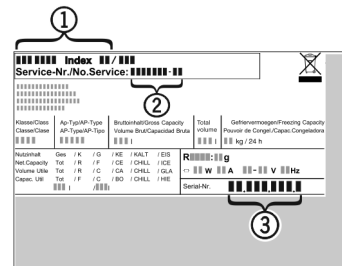 1
Index /
Service-Nr./No.Service: -
2
Klasse/Clase Ap-Typ/AP-Type Bruttoinhalt/Gross Capacity Total Gefriervermoegen/Freezing Capacity
Classe/Clase AP-Type/AP-Tipo Volume Brut/Capacidad Bruta volume Pouvoir de Congel./Capac.Congeladora
l l kg / 24 h
Nutzinhalt Ges / K / G / KE / KALT / EIS
Net.Capacity Tot / R / F / CE / CHILL / ICE
Volume Utile Tot / R / C / CA / CHILL / GLA
Capac. Util Tot / F / C / BO / CHILL / HIE
l / l
R : g
W A - V Hz
Serial-Nr. . . .
3